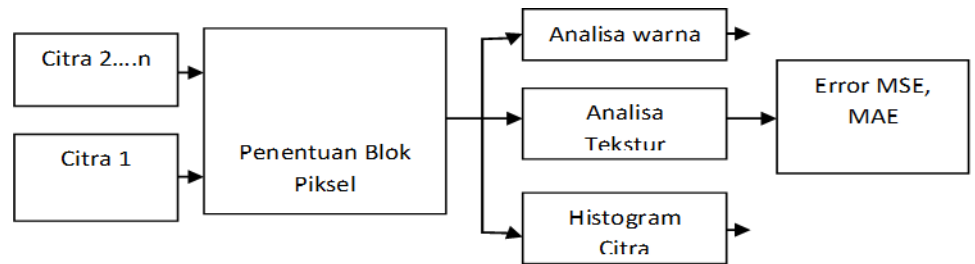 Citra 2....n
Citra 1
Penentuan Blok
Piksel
Analisa warna
Analisa
Tekstur
Histogram
Citra
Error MSE,
MAE